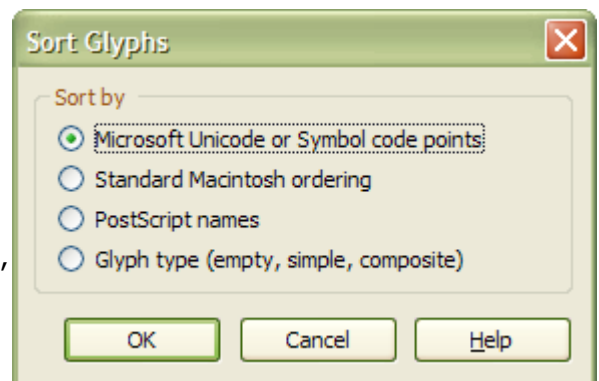 Sort Glyphs
Sort by
Microsoft Unicode or Symbol code points
Standard Macintosh ordering
PostScript names
,
Glyph type (empty, simple, composite)
OK Cancel Help